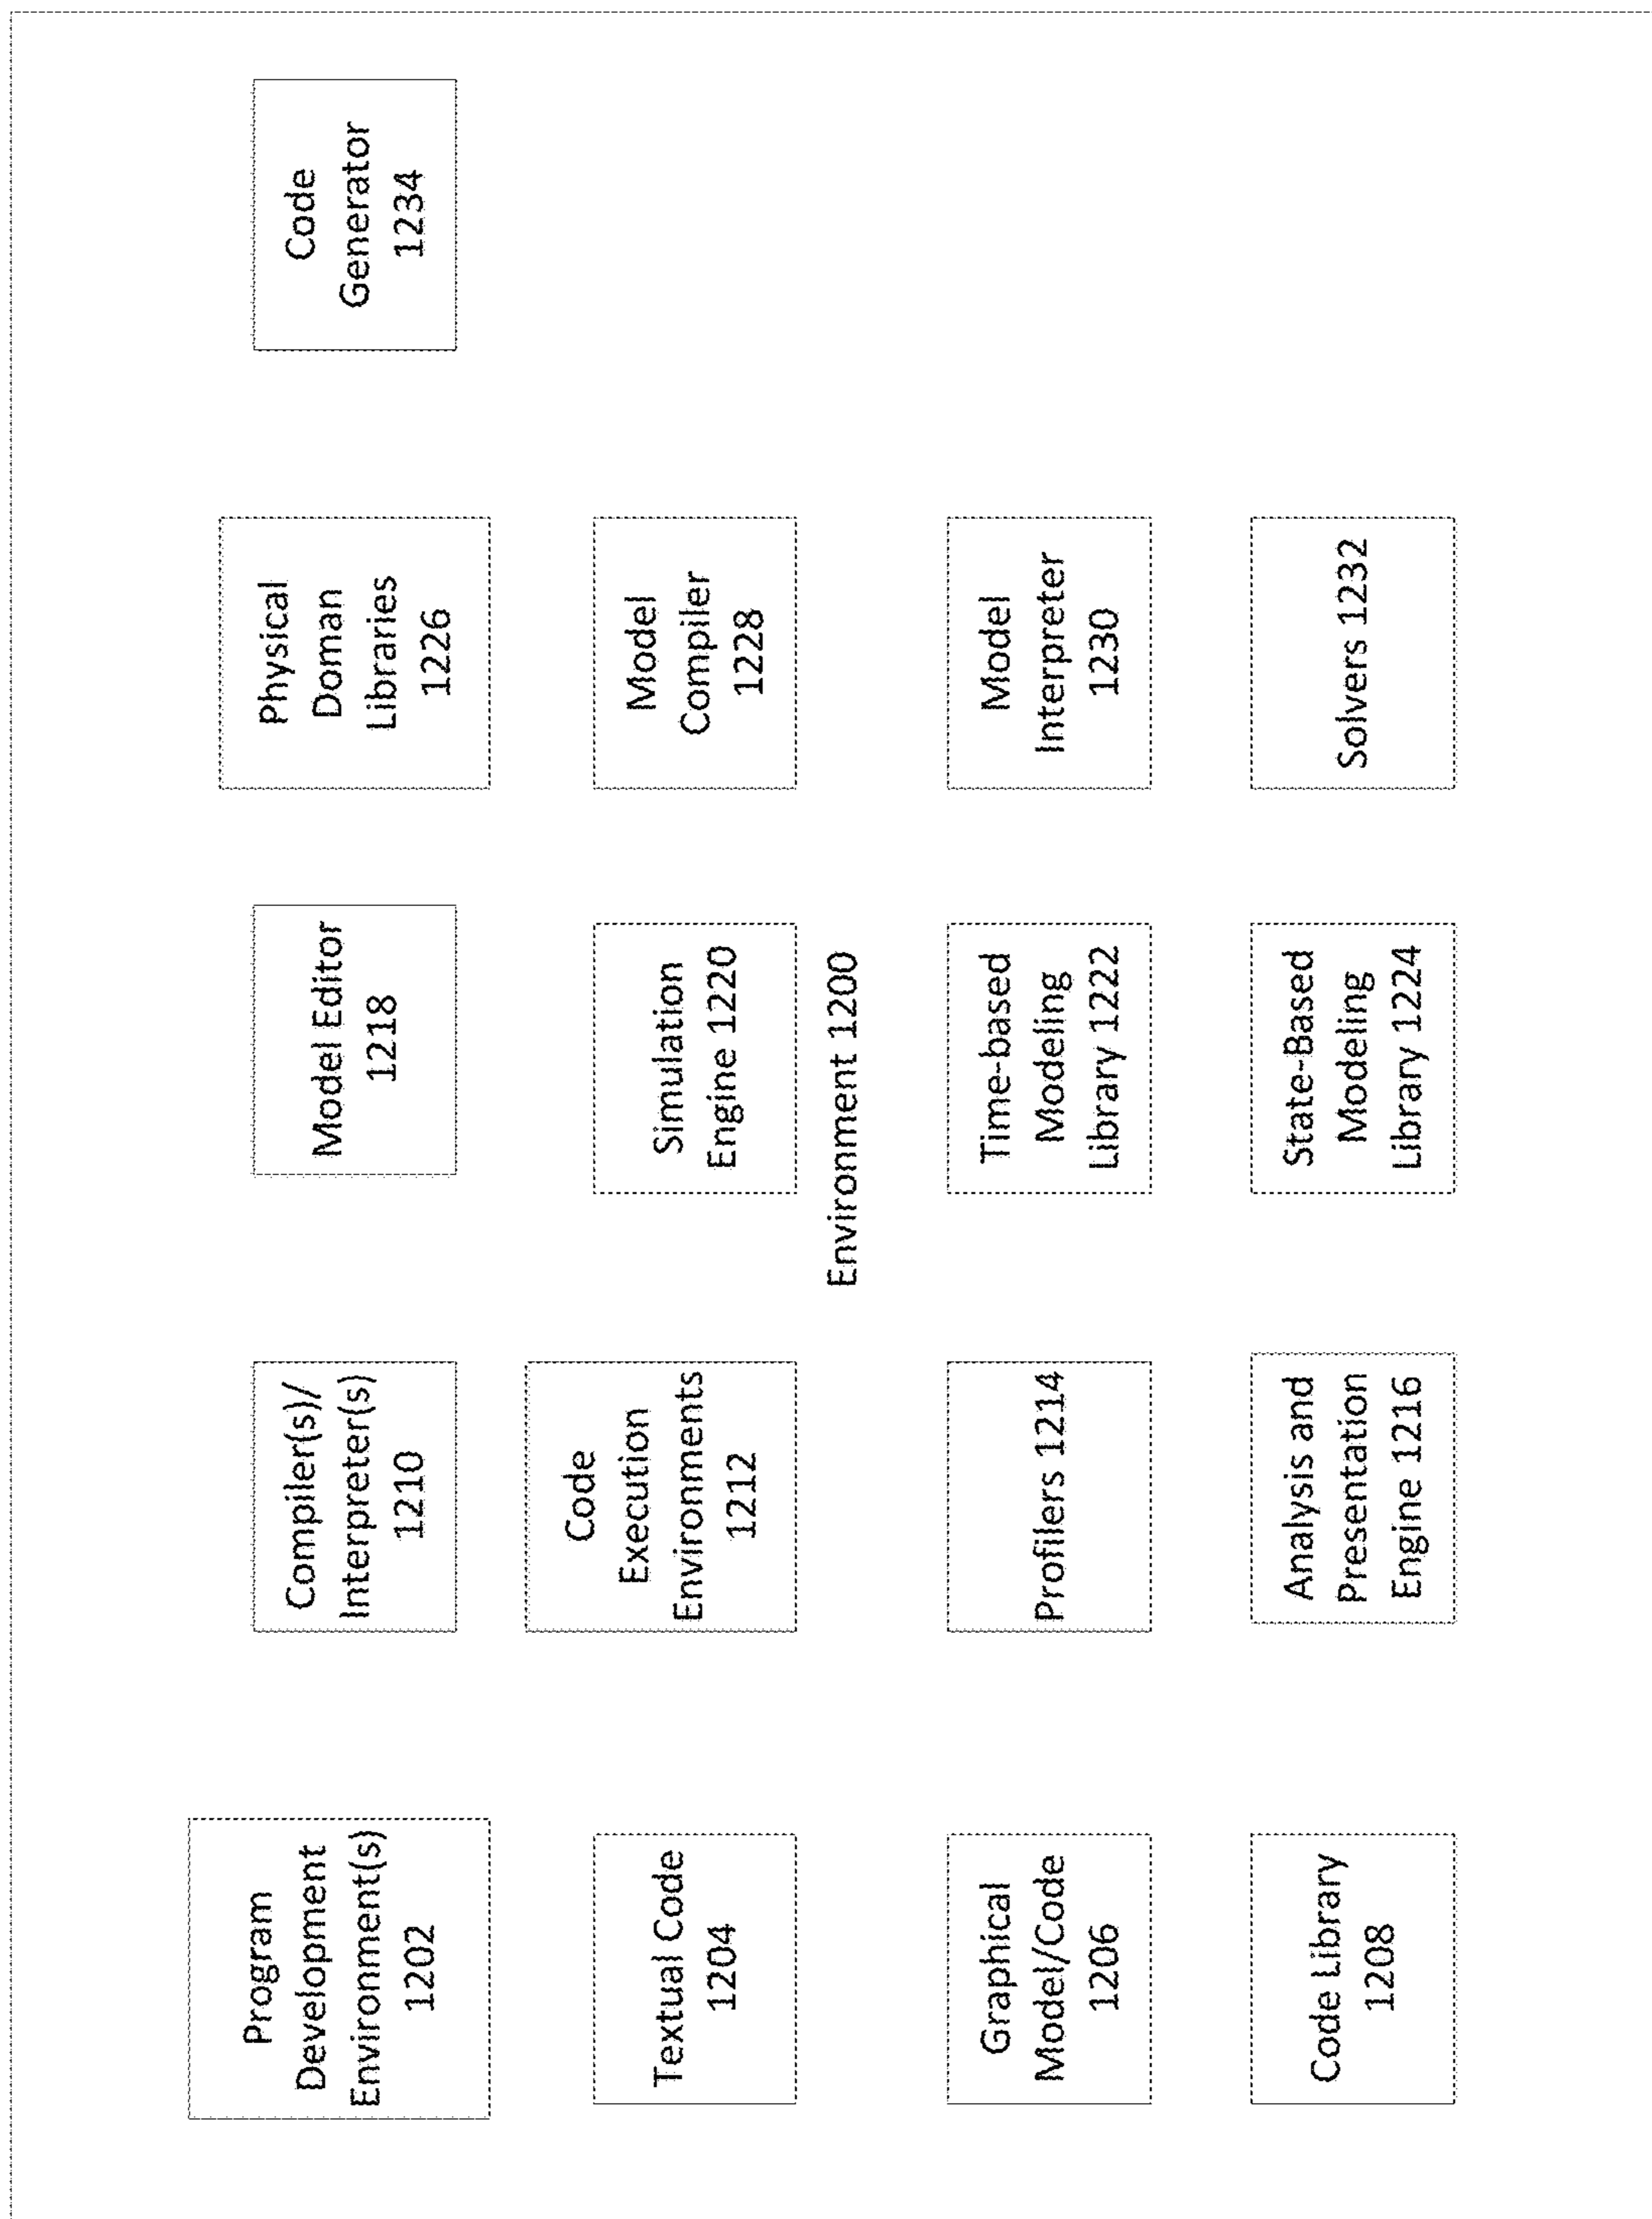 Program
Development
Environment(s)
1202
Textual Code
1204
Graphical
Model/Code
1206
Code Library
1208
Compiler(s)/
Interpreter(s)
1210
Code
Execution
Environments
1212
Profilers 1214
Analysis and
Presentation
Engine 1216
Model Editor
1218
Simulation
Engine 1220
Environment 1200
Time-based
Modeling
Library 1222
State-Based
Modeling
Library 1224
Physical
Doman
Libraries
1226
Model
Compiler
1228
Model
Interpreter
1230
Solvers 1232
Code
Generator
1234